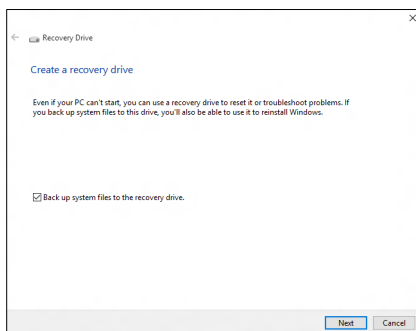 Recovery Drive
Create a recovery drive
Even if your PC can't start, you can use a recovery drive to reset it or troubleshoot problems. If
you back up system files to this drive, you'll also be able to use it to reinstall Windows.
Back up system files to the recovery drive.
Next Cancel